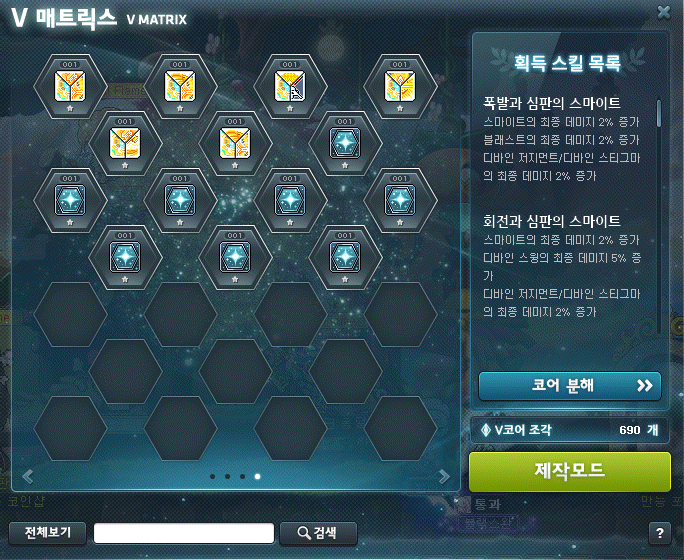 V 매트릭스 V MATRIX
001 001 001 001
001 001 001
001 001 001 001
001 001 001
획득 스킬 목록
폭발과 심판의 스마이트
스마이트의 최종 데미지 2% 증가
블래스트의 최종 데미지 2% 증가
디바인 저지먼트/디바인 스티그마
의 최종 데미지 2% 증가
회전과 심판의 스마이트
스마이트의 최종 데미지 2% 증가
디바인 스윙의 최종 데미지 5% 증
가
디바인 저지먼트/디바인 스티그마
의 최종 데미지 2% 증가
코어 분해
V코어 조각 690 개
제작모드
코인샵
통과
만능 포
전체보기
검색
?